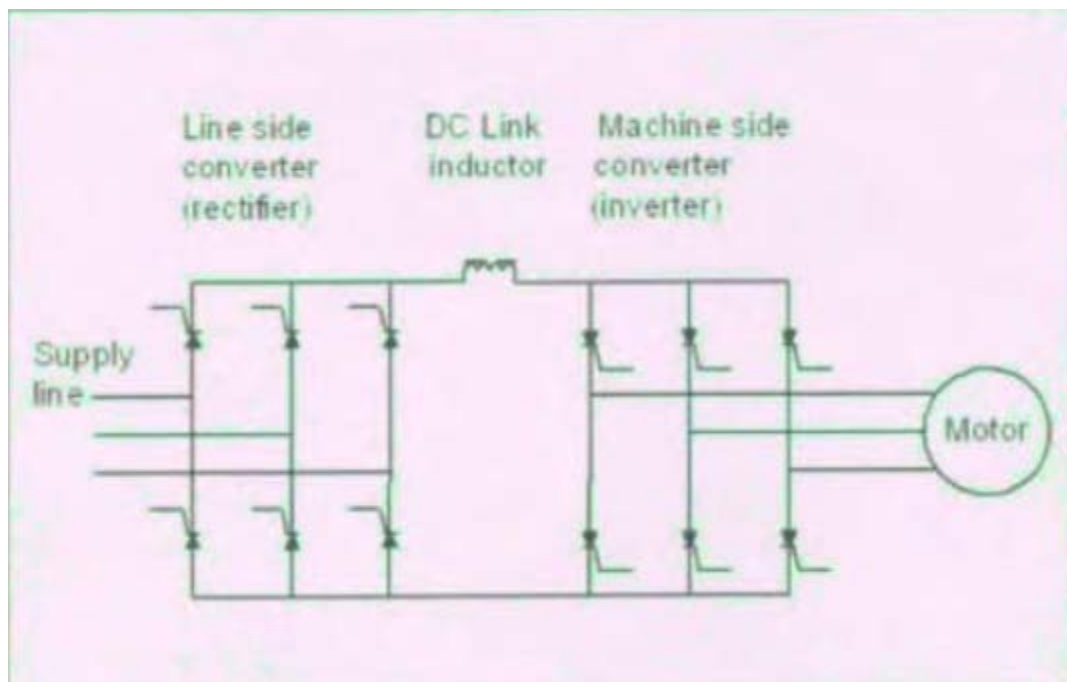 Line side
converter
(rectifier)
DC Link
inductor
Machine side
converter
(inverter)
Supply
line
Motor